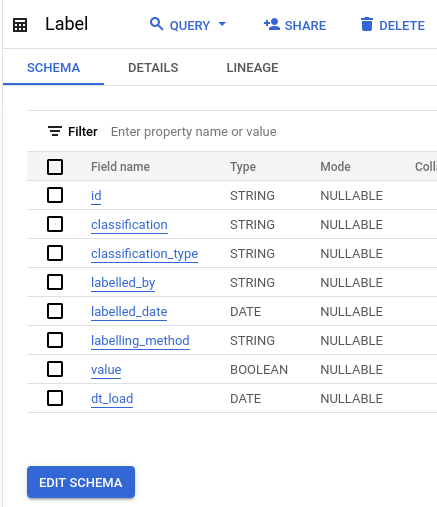 Label QUERY SHARE DELETE
SCHEMA DETAILS LINEAGE
Filter Enter property name or value
Field name Type Mode Coll
id STRING NULLABLE
classification STRING NULLABLE
classification_type STRING NULLABLE
labelled_by STRING NULLABLE
labelled_date DATE NULLABLE
labelling_method STRING NULLABLE
value BOOLEAN NULLABLE
dt_load DATE NULLABLE
EDIT SCHEMA